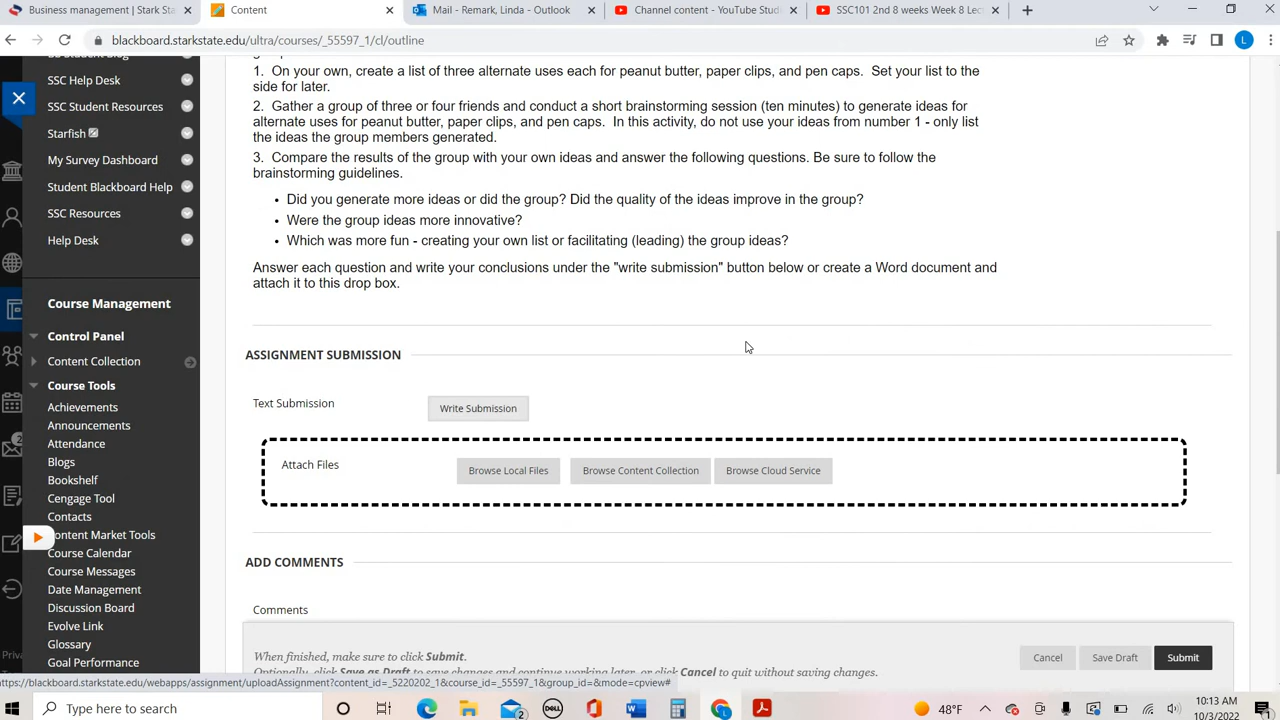 Business management | Stark Sta
Content
Mail - Remark, Linda - Outlook
Channel content - YouTube Stud
SSC101 2nd 8 weeks Week 8 Lec
blackboard.starkstate.edu/ultra/courses/_55597_1/cl/outline
L
SSC Help Desk
SSC Student Resources
Starfish
My Survey Dashboard
Student Blackboard Help
SSC Resources
Help Desk
Course Management
Control Panel
Content Collection
Course Tools
Achievements
Announcements
Attendance
Blogs
Bookshelf
Cengage Tool
Contacts
Content Market Tools
Course Calendar
Course Messages
Date Management
Discussion Board
Evolve Link
Glossary
Goal Performance
1. On your own, create a list of three alternate uses each for peanut butter, paper clips, and pen caps. Set your list to the
side for later.
2. Gather a group of three or four friends and conduct a short brainstorming session (ten minutes) to generate ideas for
alternate uses for peanut butter, paper clips, and pen caps. In this activity, do not use your ideas from number 1 - only list
the ideas the group members generated.
3. Compare the results of the group with your own ideas and answer the following questions. Be sure to follow the
brainstorming guidelines.
• Did you generate more ideas or did the group? Did the quality of the ideas improve in the group?
• Were the group ideas more innovative?
• Which was more fun - creating your own list or facilitating (leading) the group ideas?
Answer each question and write your conclusions under the "write submission" button below or create a Word document and
attach it to this drop box.
ASSIGNMENT SUBMISSION
Text Submission
Write Submission
Attach Files
Browse Local Files
Browse Content Collection
Browse Cloud Service
ADD COMMENTS
Comments
When finished, make sure to click Submit.
Optionally, click Save as Draft to save changes and continue working later, or click Cancel to quit without saving changes.
Cancel
Save Draft
Submit
https://blackboard.starkstate.edu/webapps/assignment/uploadAssignment?content_id=_5220202_1&course_id=_55597_1&group_id=&mode=cpview#
Type here to search
48°F
10:13 AM
10/3/2022